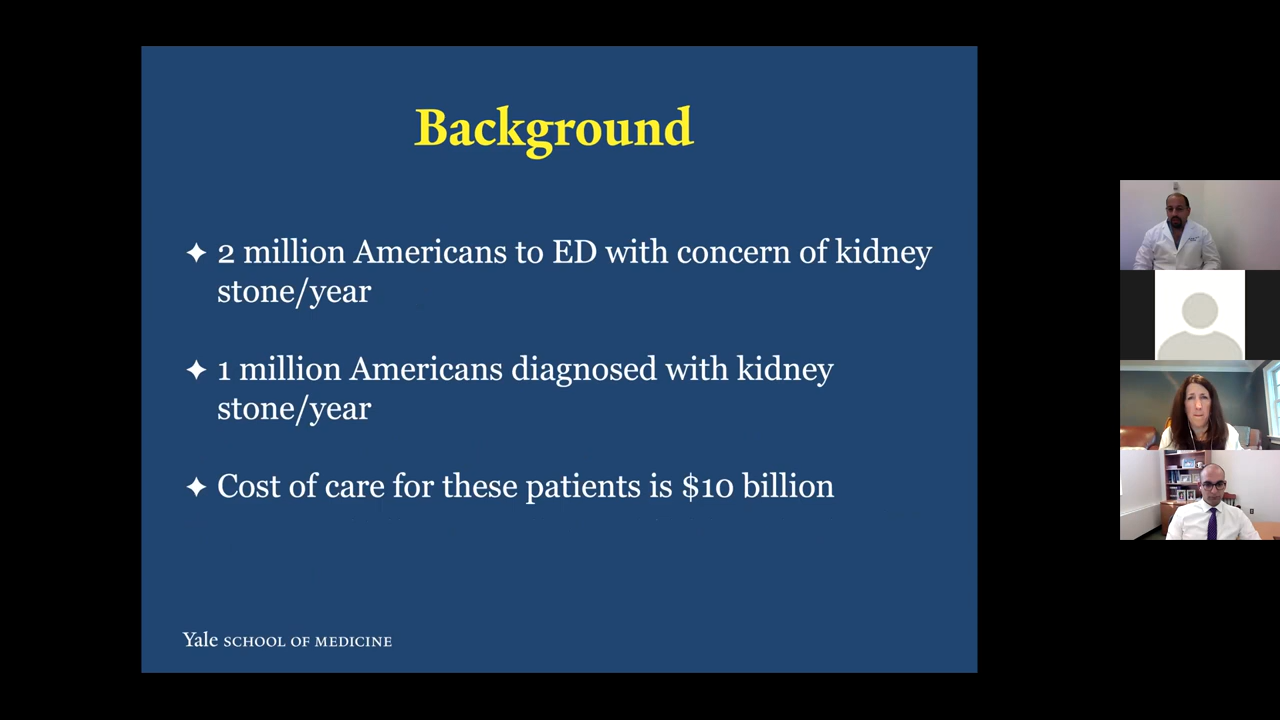 Background
✦ 2 million Americans to ED with concern of kidney
stone/year
✦ 1 million Americans diagnosed with kidney
stone/year
✦ Cost of care for these patients is $10 billion
Yale SCHOOL OF MEDICINE